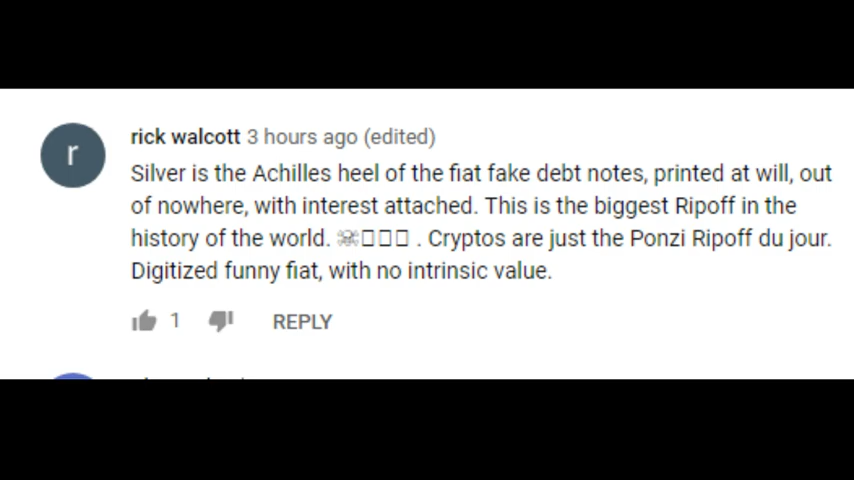 r
rick walcott 3 hours ago (edited)
Silver is the Achilles heel of the fiat fake debt notes, printed at will, out
of nowhere, with interest attached. This is the biggest Ripoff in the
history of the world. ☠□□□ . Cryptos are just the Ponzi Ripoff du jour.
Digitized funny fiat, with no intrinsic value.
1 REPLY